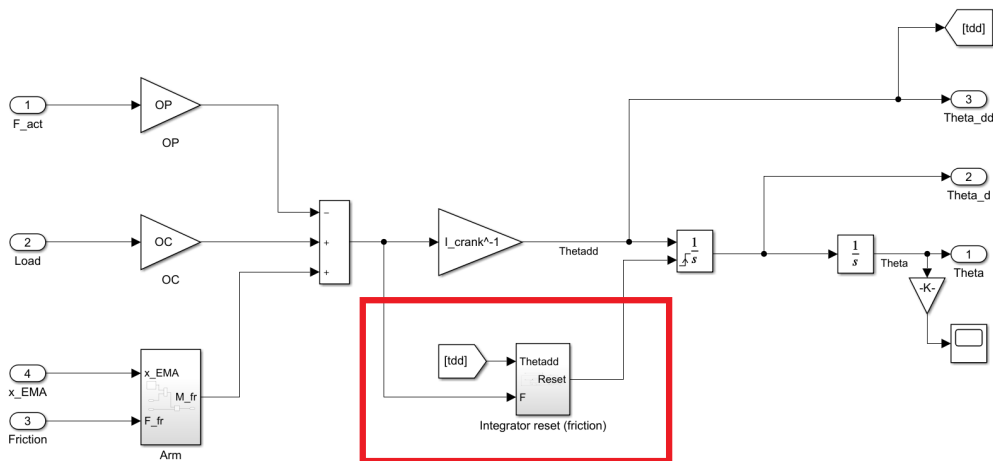 [tdd]
3
Theta_dd
1
F_act
OP
OP
2
Theta_d
−
+
+
2
Load
OC
OC
I_crank^-1
Thetadd
1
s
1
s
Theta
1
Theta
-K-
[tdd]
Thetadd
Reset
F
Integrator reset (friction)
4
x_EMA
3
Friction
x_EMA
M_fr
F_fr
Arm